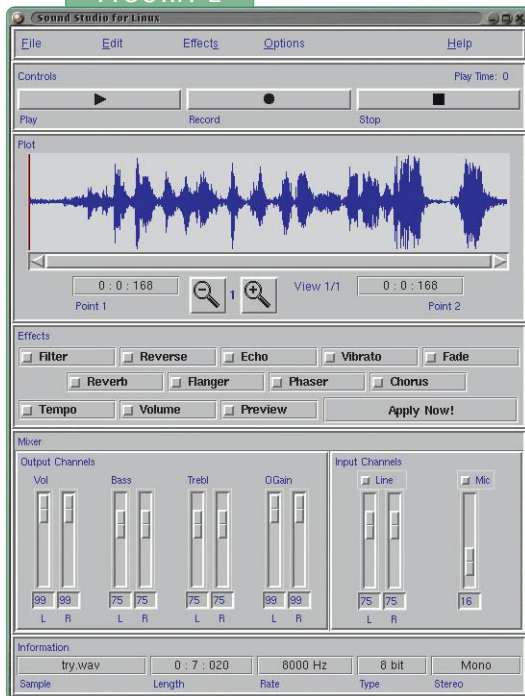 Sound Studio for Linux
File Edit Effects Options Help
Controls Play Time: 0
Play Record Stop
Plot
0 : 0 : 168 1 View 1/1 0 : 0 : 168
Point 1 Point 2
Effects
Filter Reverse Echo Vibrato Fade
Reverb Flanger Phaser Chorus
Tempo Volume Preview Apply Now!
Mixer
Output Channels Input Channels
Vol Bass Trebl OGain Line Mic
99 99 75 75 75 75 99 99 75 75 16
L R L R L R L R L R
Information
try.wav 0 : 7 : 020 8000 Hz 8 bit Mono
Sample Length Rate Type Stereo